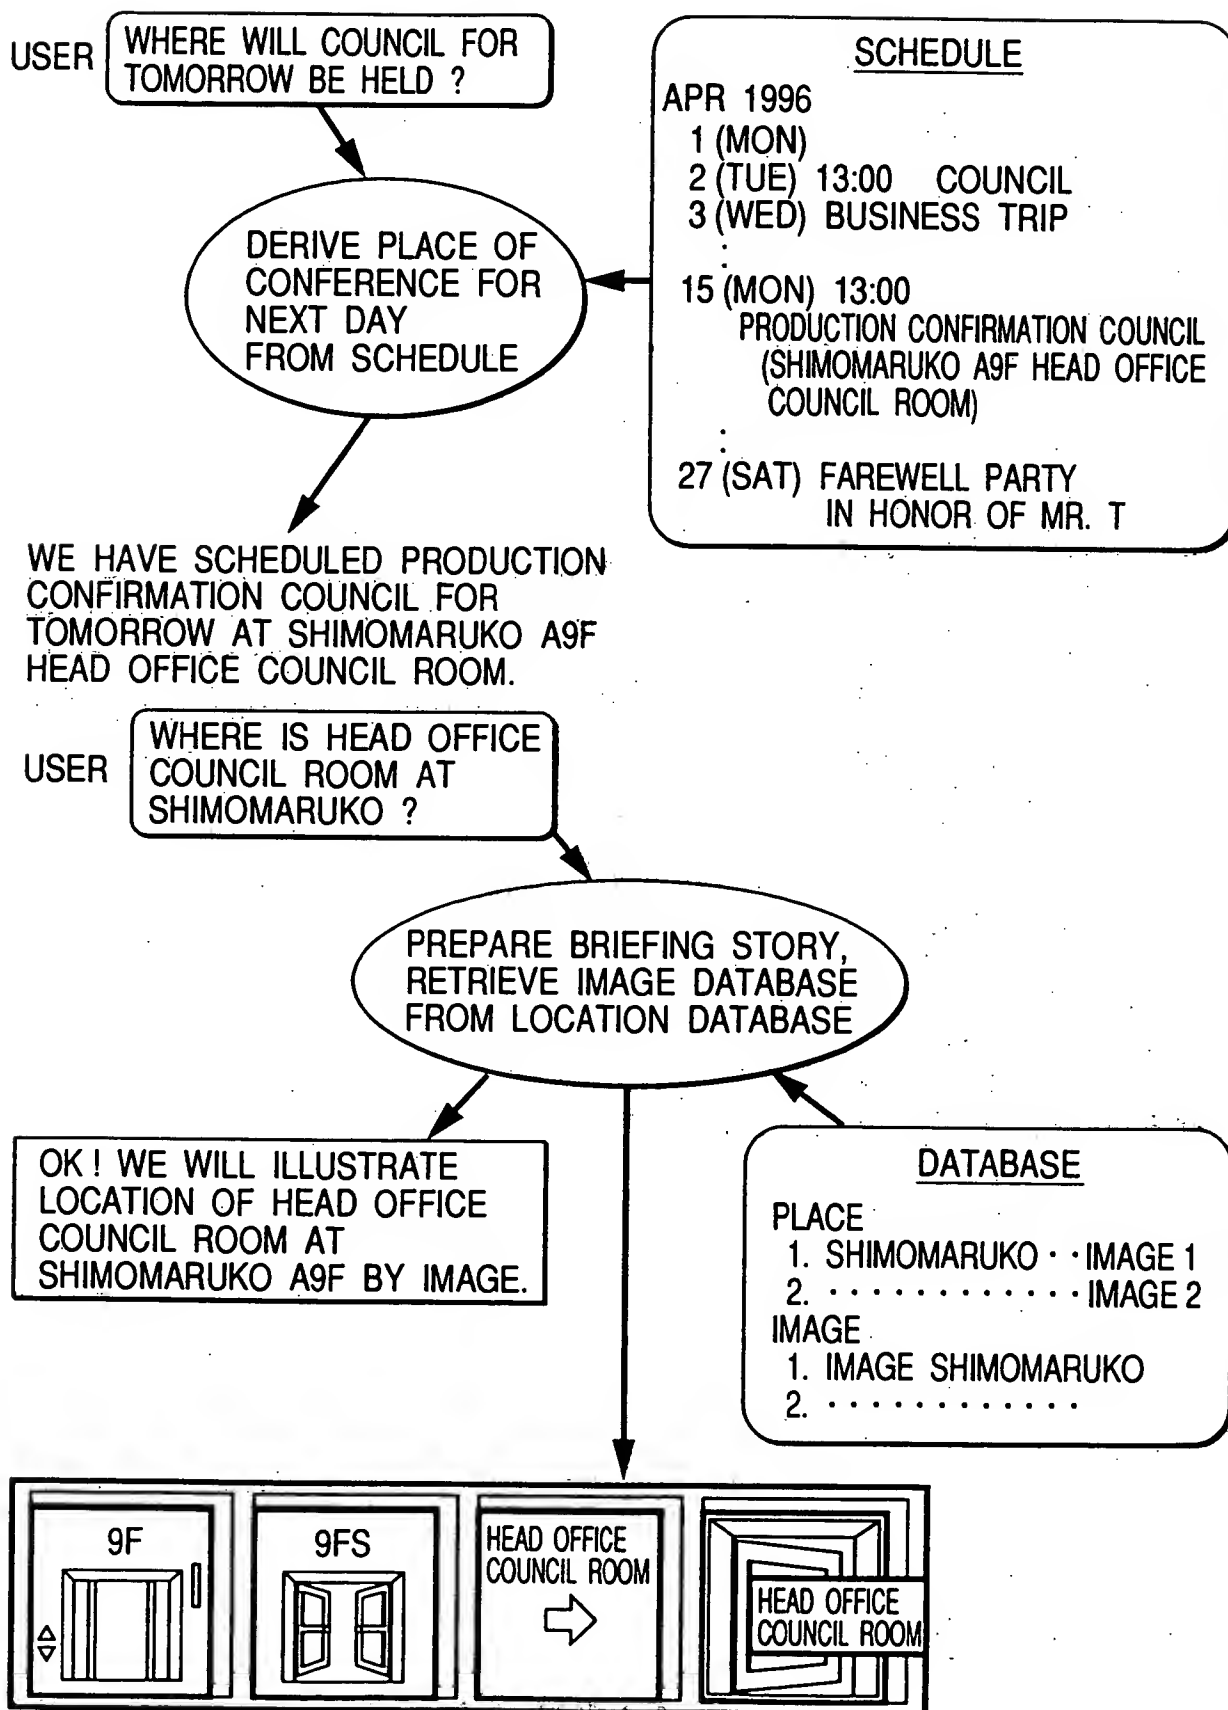 USER
WHERE WILL COUNCIL FOR
TOMORROW BE HELD ?
SCHEDULE
APR 1996
1 (MON)
2 (TUE) 13:00 COUNCIL
3 (WED) BUSINESS TRIP
:
15 (MON) 13:00
PRODUCTION CONFIRMATION COUNCIL
(SHIMOMARUKO A9F HEAD OFFICE
COUNCIL ROOM)
:
27 (SAT) FAREWELL PARTY
IN HONOR OF MR. T
DERIVE PLACE OF
CONFERENCE FOR
NEXT DAY
FROM SCHEDULE
WE HAVE SCHEDULED PRODUCTION
CONFIRMATION COUNCIL FOR
TOMORROW AT SHIMOMARUKO A9F
HEAD OFFICE COUNCIL ROOM.
USER
WHERE IS HEAD OFFICE
COUNCIL ROOM AT
SHIMOMARUKO ?
PREPARE BRIEFING STORY,
RETRIEVE IMAGE DATABASE
FROM LOCATION DATABASE
OK ! WE WILL ILLUSTRATE
LOCATION OF HEAD OFFICE
COUNCIL ROOM AT
SHIMOMARUKO A9F BY IMAGE.
DATABASE
PLACE
1. SHIMOMARUKO · · IMAGE 1
2. · · · · · · · · · · · · IMAGE 2
IMAGE
1. IMAGE SHIMOMARUKO
2. · · · · · · · · · · · ·
9F
9FS
HEAD OFFICE
COUNCIL ROOM
HEAD OFFICE
COUNCIL ROOM